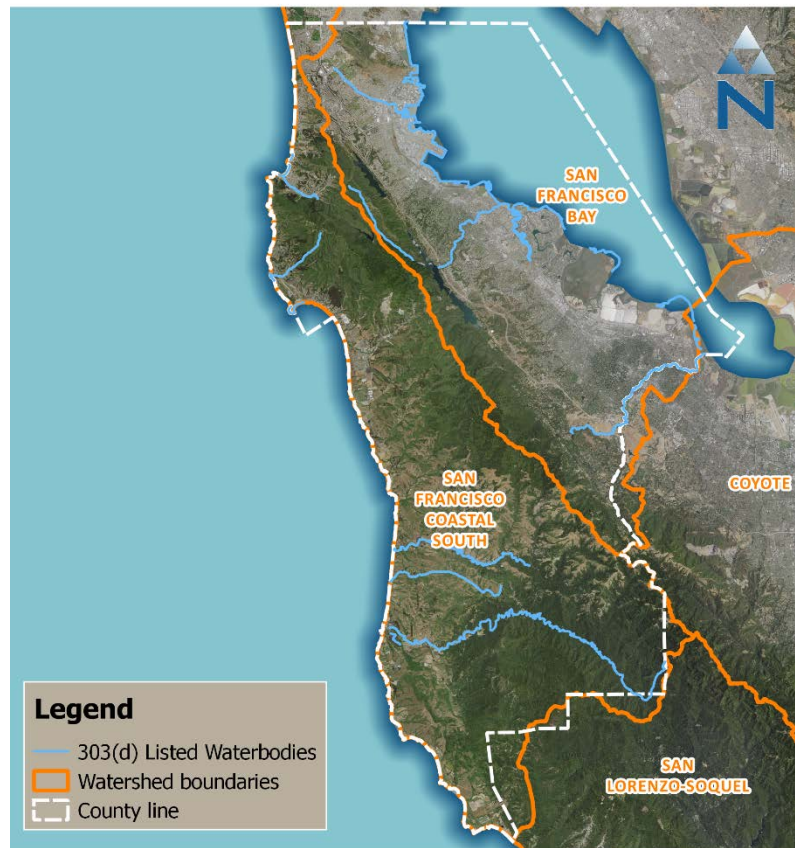 N
SAN
FRANCISCO
BAY
COYOTE
SAN
FRANCISCO
COASTAL
SOUTH
SAN
LORENZO-SOQUEL
Legend
303(d) Listed Waterbodies
Watershed boundaries
County line